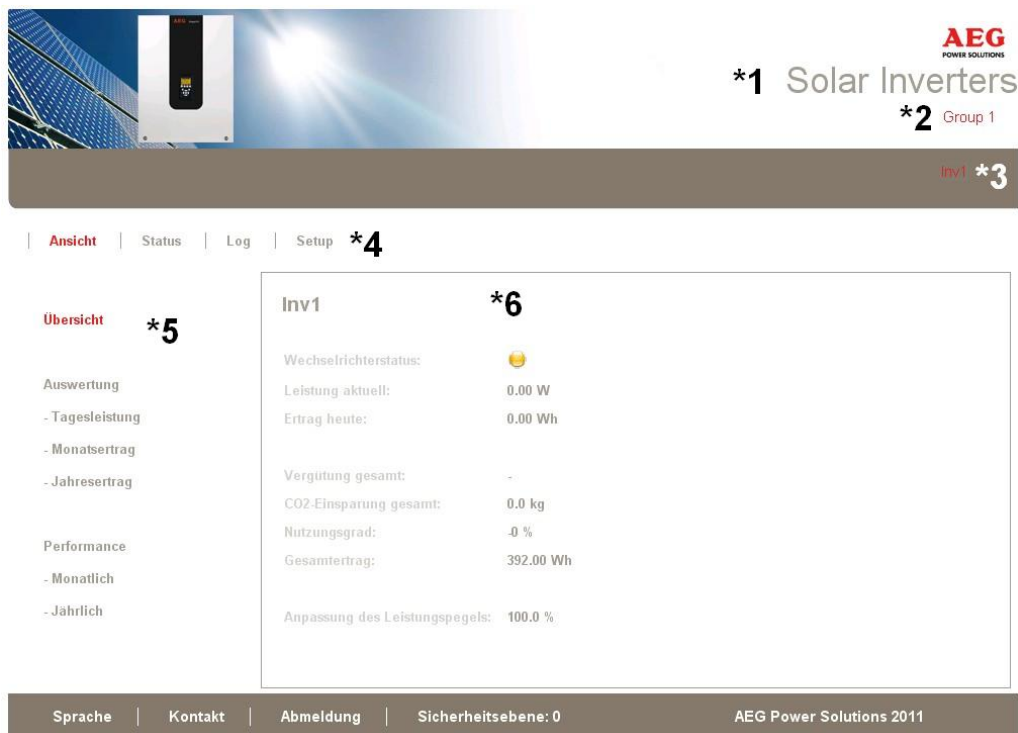 AEG
AEG
POWER SOLUTIONS
*1 Solar Inverters
*2 Group 1
Inv1 *3
| Ansicht | Status | Log | Setup *4
Übersicht *5
Auswertung
- Tagesleistung
- Monatsertrag
- Jahresertrag
Performance
- Monatlich
- Jährlich
Inv1 *6
Wechselrichterstatus:
Leistung aktuell: 0.00 W
Ertrag heute: 0.00 Wh
Vergütung gesamt: -
CO2-Einsparung gesamt: 0.0 kg
Nutzungsgrad: -0 %
Gesamtertrag: 392.00 Wh
Anpassung des Leistungspegels: 100.0 %
Sprache | Kontakt | Abmeldung | Sicherheitsebene: 0 AEG Power Solutions 2011